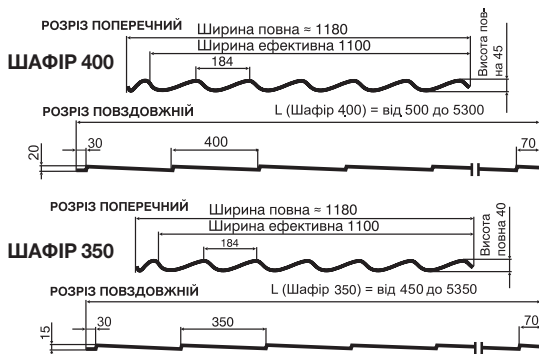 РОЗРІЗ ПОПЕРЕЧНИЙ
Ширина повна ≈ 1180
Ширина ефективна 1100
184
Висота пов-
на 45
ШАФІР 400
РОЗРІЗ ПОВЗДОВЖНІЙ
L (Шафір 400) = від 500 до 5300
20
30
400
70
РОЗРІЗ ПОПЕРЕЧНИЙ
Ширина повна ≈ 1180
Ширина ефективна 1100
184
Висота
повна 40
ШАФІР 350
РОЗРІЗ ПОВЗДОВЖНІЙ
L (Шафір 350) = від 450 до 5350
15
30
350
70